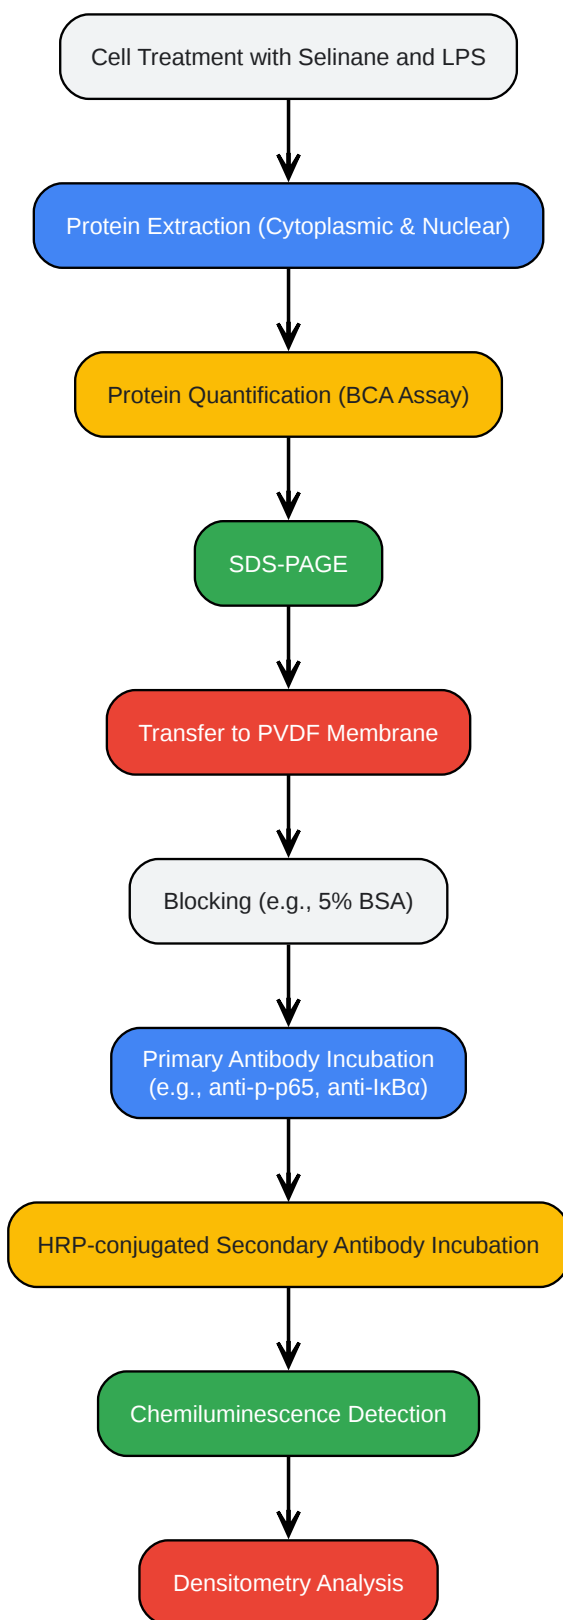 Cell Treatment with Selinane and LPS
Protein Extraction (Cytoplasmic & Nuclear)
Protein Quantification (BCA Assay)
SDS-PAGE
Transfer to PVDF Membrane
Blocking (e.g., 5% BSA)
Primary Antibody Incubation
(e.g., anti-p-p65, anti-IκBα)
HRP-conjugated Secondary Antibody Incubation
Chemiluminescence Detection
Densitometry Analysis